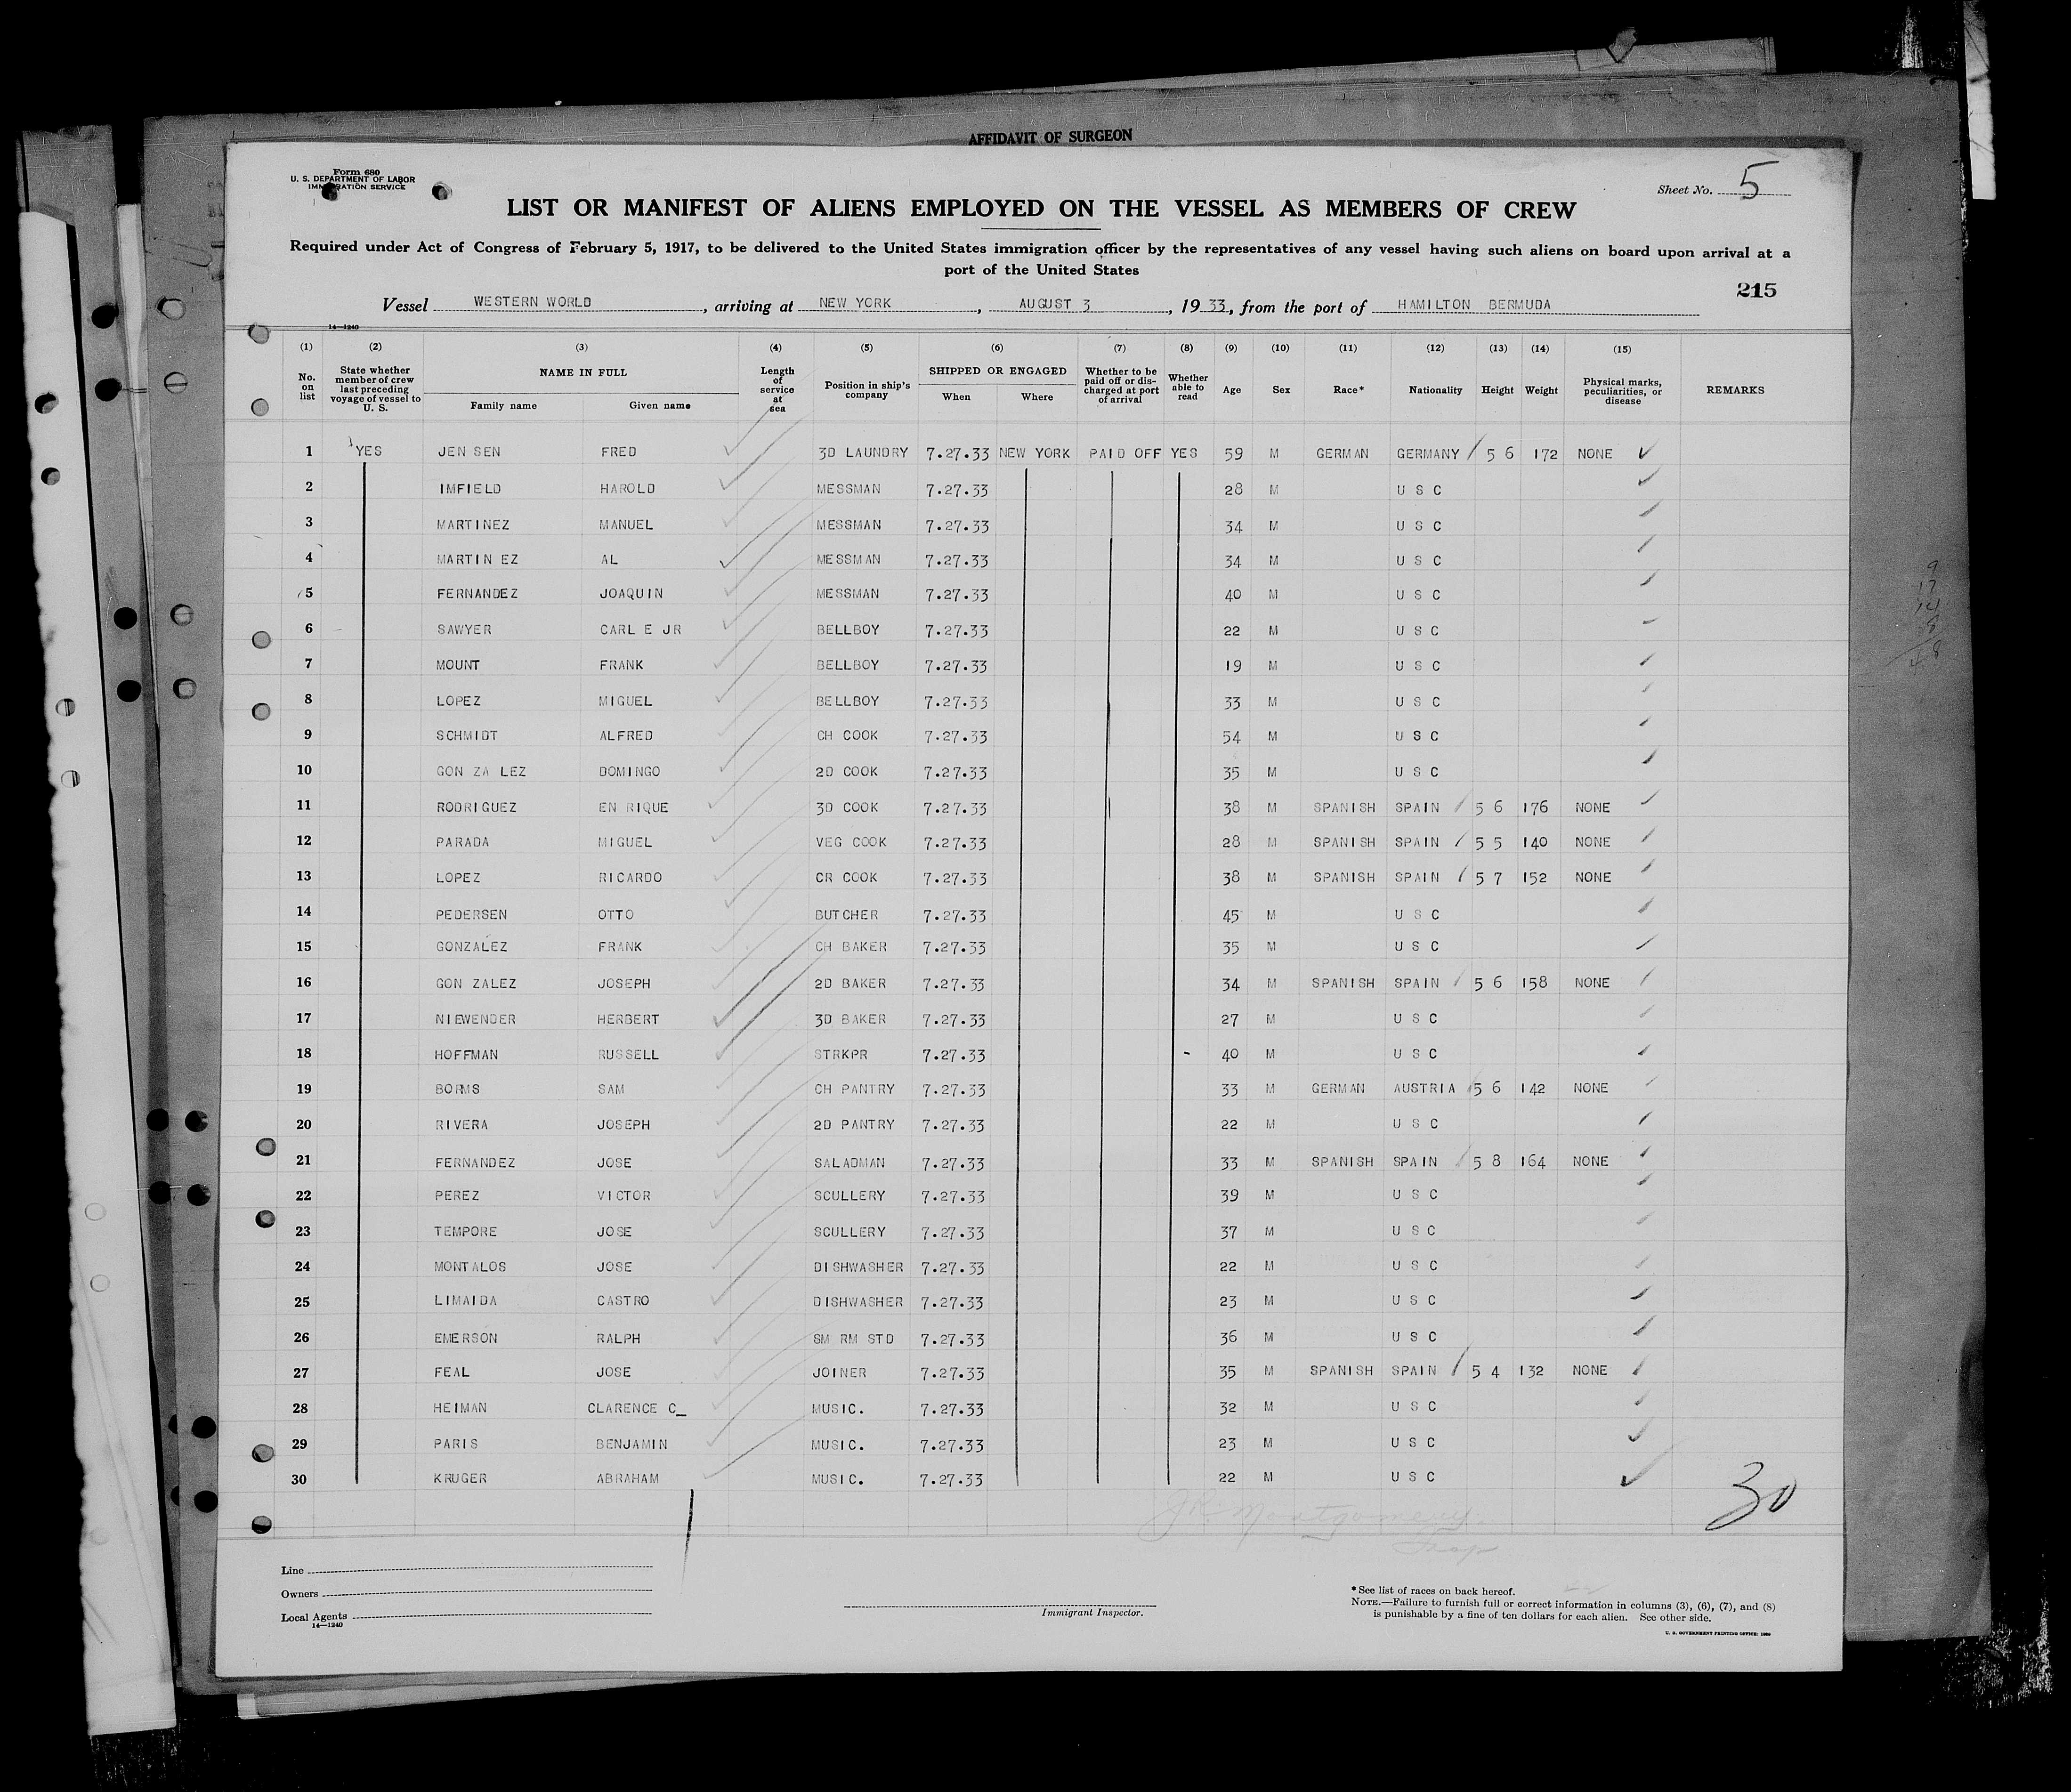 AFFIDAVIT OF SURGEON
Form 680
U. S. DEPARTMENT OF LABOR
IMMIGRATION SERVICE
Sheet No. 5
LIST OR MANIFEST OF ALIENS EMPLOYED ON THE VESSEL AS MEMBERS OF CREW
Required under Act of Congress of February 5, 1917, to be delivered to the United States immigration officer by the representatives of any vessel having such aliens on board upon arrival at a
port of the United States
215
Vessel WESTERN WORLD, arriving at NEW YORK, AUGUST 3, 1933, from the port of HAMILTON BERMUDA
14—1240
(1) (2) (3) (4) (5) (6) (7) (8) (9) (10) (11) (12) (13) (14) (15)
No. on list State whether member of crew last preceding voyage of vessel to U. S. NAME IN FULL Family name Given name Length of service at sea Position in ship's company SHIPPED OR ENGAGED When Where Whether to be paid off or discharged at port of arrival Whether able to read Age Sex Race* Nationality Height Weight Physical marks, peculiarities, or disease REMARKS
1 YES JENSEN FRED 3D LAUNDRY 7.27.33 NEW YORK PAID OFF YES 59 M GERMAN GERMANY 5 6 172 NONE
2 IMFIELD HAROLD MESSMAN 7.27.33 28 M U S C
3 MARTINEZ MANUEL MESSMAN 7.27.33 34 M U S C
4 MARTINEZ AL MESSMAN 7.27.33 34 M U S C
5 FERNANDEZ JOAQUIN MESSMAN 7.27.33 40 M U S C
6 SAWYER CARL E JR BELLBOY 7.27.33 22 M U S C
7 MOUNT FRANK BELLBOY 7.27.33 19 M U S C
8 LOPEZ MIGUEL BELLBOY 7.27.33 33 M U S C
9 SCHMIDT ALFRED CH COOK 7.27.33 54 M U S C
10 GONZALEZ DOMINGO 2D COOK 7.27.33 35 M U S C
11 RODRIGUEZ ENRIQUE 3D COOK 7.27.33 38 M SPANISH SPAIN 5 6 176 NONE
12 PARADA MIGUEL VEG COOK 7.27.33 28 M SPANISH SPAIN 5 5 140 NONE
13 LOPEZ RICARDO CR COOK 7.27.33 38 M SPANISH SPAIN 5 7 152 NONE
14 PEDERSEN OTTO BUTCHER 7.27.33 45 M U S C
15 GONZALEZ FRANK CH BAKER 7.27.33 35 M U S C
16 GONZALEZ JOSEPH 2D BAKER 7.27.33 34 M SPANISH SPAIN 5 6 158 NONE
17 NIEWENDER HERBERT 3D BAKER 7.27.33 27 M U S C
18 HOFFMAN RUSSELL STRKPR 7.27.33 40 M U S C
19 BORMS SAM CH PANTRY 7.27.33 33 M GERMAN AUSTRIA 5 6 142 NONE
20 RIVERA JOSEPH 2D PANTRY 7.27.33 22 M U S C
21 FERNANDEZ JOSE SALADMAN 7.27.33 33 M SPANISH SPAIN 5 8 164 NONE
22 PEREZ VICTOR SCULLERY 7.27.33 39 M U S C
23 TEMPORE JOSE SCULLERY 7.27.33 37 M U S C
24 MONTALOS JOSE DISHWASHER 7.27.33 22 M U S C
25 LIMAIDA CASTRO DISHWASHER 7.27.33 23 M U S C
26 EMERSON RALPH SM RM STD 7.27.33 36 M U S C
27 FEAL JOSE JOINER 7.27.33 35 M SPANISH SPAIN 5 4 132 NONE
28 HEIMAN CLARENCE C_ MUSIC. 7.27.33 32 M U S C
29 PARIS BENJAMIN MUSIC. 7.27.33 23 M U S C
30 KRUGER ABRAHAM MUSIC. 7.27.33 22 M U S C
30
Montgomery
Line
Owners
Local Agents
14—1240
Immigrant Inspector.
*See list of races on back hereof.
NOTE.—Failure to furnish full or correct information in columns (3), (6), (7), and (8)
is punishable by a fine of ten dollars for each alien. See other side.
U. S. GOVERNMENT PRINTING OFFICE: